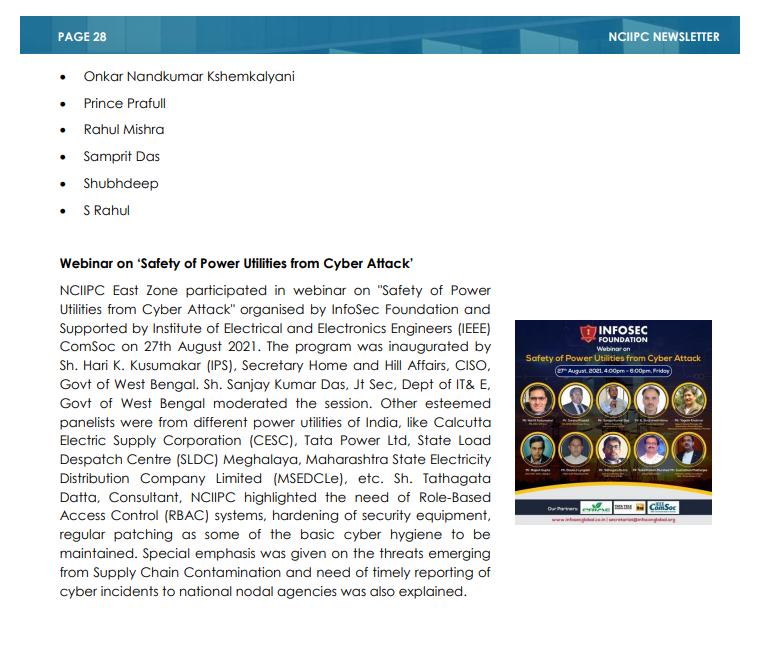 PAGE 28
NCIIPC NEWSLETTER
• Onkar Nandkumar Kshemkalyani
• Prince Prafull
• Rahul Mishra
• Samprit Das
• Shubhdeep
• S Rahul
Webinar on ‘Safety of Power Utilities from Cyber Attack’
NCIIPC East Zone participated in webinar on "Safety of Power
Utilities from Cyber Attack" organised by InfoSec Foundation and
Supported by Institute of Electrical and Electronics Engineers (IEEE)
ComSoc on 27th August 2021. The program was inaugurated by
Sh. Hari K. Kusumakar (IPS), Secretary Home and Hill Affairs, CISO,
Govt of West Bengal. Sh. Sanjay Kumar Das, Jt Sec, Dept of IT& E,
Govt of West Bengal moderated the session. Other esteemed
panelists were from different power utilities of India, like Calcutta
Electric Supply Corporation (CESC), Tata Power Ltd, State Load
Despatch Centre (SLDC) Meghalaya, Maharashtra State Electricity
Distribution Company Limited (MSEDCLe), etc. Sh. Tathagata
Datta, Consultant, NCIIPC highlighted the need of Role-Based
Access Control (RBAC) systems, hardening of security equipment,
regular patching as some of the basic cyber hygiene to be
maintained. Special emphasis was given on the threats emerging
from Supply Chain Contamination and need of timely reporting of
cyber incidents to national nodal agencies was also explained.
INFOSEC
FOUNDATION
Webinar on
Safety of Power Utilities from Cyber Attack
27th August, 2021, 4:00pm - 6:00pm, Friday
Our Partners:
ComSoc
www.infoconglobal.co.in | secretariat@infoconglobal.org